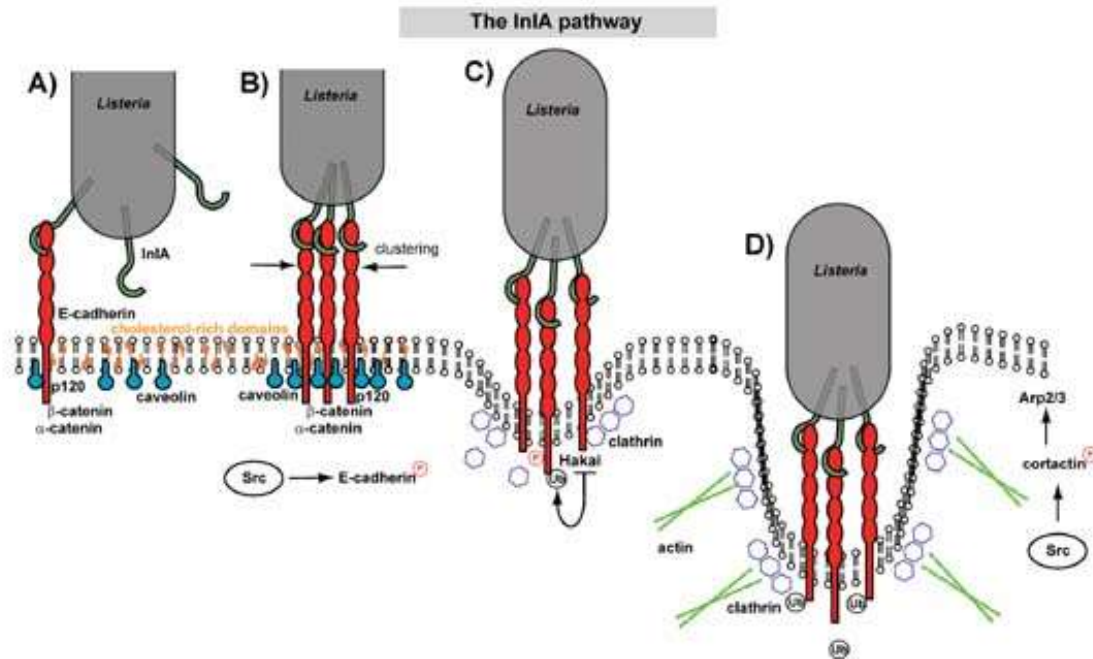 The InlA pathway
A)
Listeria
InlA
E-cadherin
cholesterol-rich domains
p120
caveolin
β-catenin
α-catenin
B)
Listeria
clustering
caveolin
p120
β-catenin
α-catenin
Src
E-cadherin P
C)
Listeria
clathrin
P
Hakai
Ub
D)
Listeria
Arp2/3
cortactin P
Src
actin
clathrin
Ub
Ub
Ub